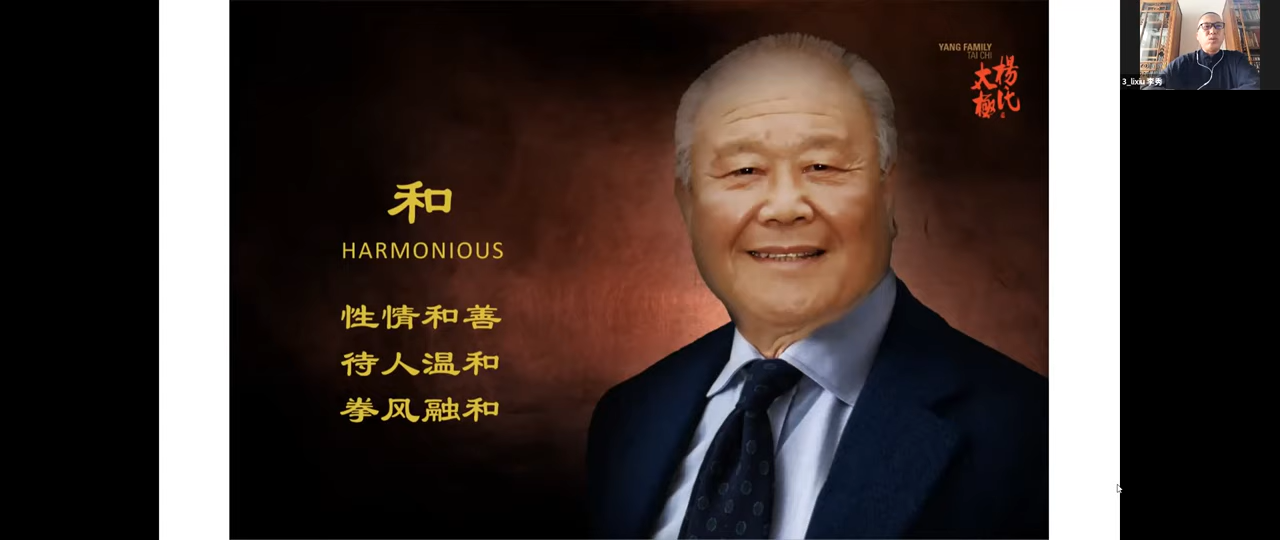 和
HARMONIOUS
性情和善
待人温和
拳风融和
YANG FAMILY
TAI CHI
楊氏
太極
3_lixiu 李秀